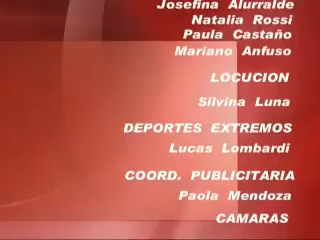 Josefina Alurralde
Natalia Rossi
Paula Castaño
Mariano Anfuso
LOCUCION
Silvina Luna
DEPORTES EXTREMOS
Lucas Lombardi
COORD. PUBLICITARIA
Paola Mendoza
CAMARAS